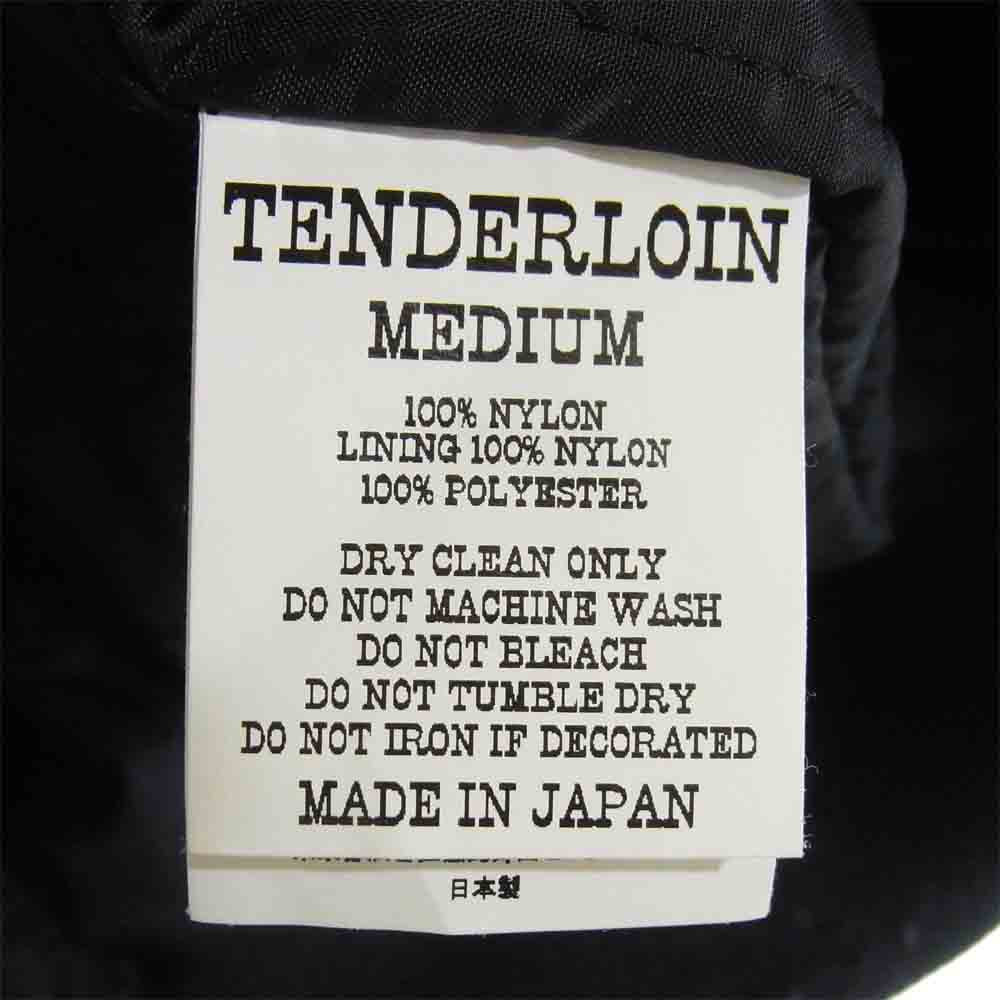 TENDERLOIN
MEDIUM
100% NYLON
LINING 100% NYLON
100% POLYESTER
DRY CLEAN ONLY
DO NOT MACHINE WASH
DO NOT BLEACH
DO NOT TUMBLE DRY
DO NOT IRON IF DECORATED
MADE IN JAPAN
日本製